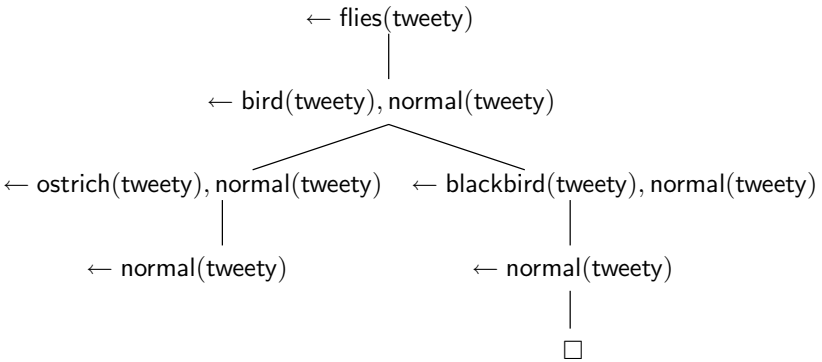 ← flies(tweety)
← bird(tweety), normal(tweety)
← ostrich(tweety), normal(tweety) ← blackbird(tweety), normal(tweety)
← normal(tweety) ← normal(tweety)
□